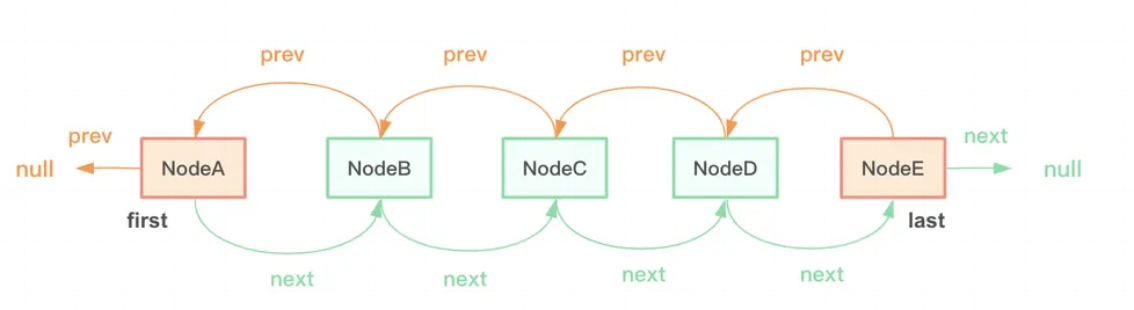 prev prev prev prev
prev next
null NodeA NodeB NodeC NodeD NodeE null
first last
next next next next